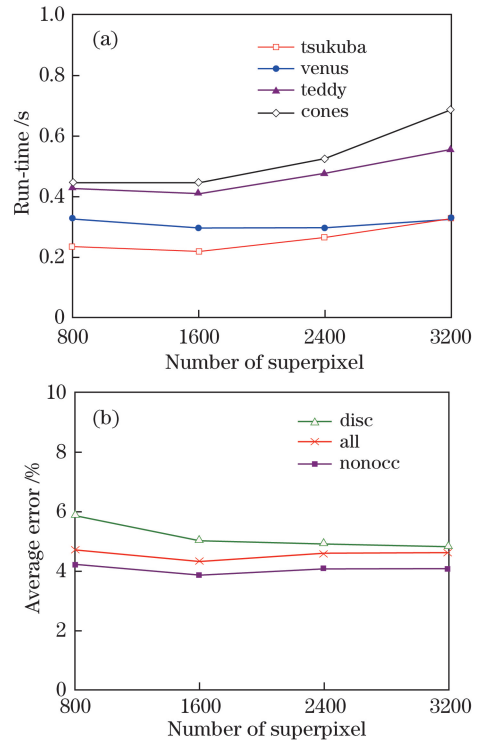 1.0
(a)
tsukuba
venus
teddy
cones
0.8
0.6
0.4
0.2
0
Run-time /s
800 1600 2400 3200
Number of superpixel
10
(b)
disc
all
nonocc
8
6
4
2
0
Average error /%
800 1600 2400 3200
Number of superpixel